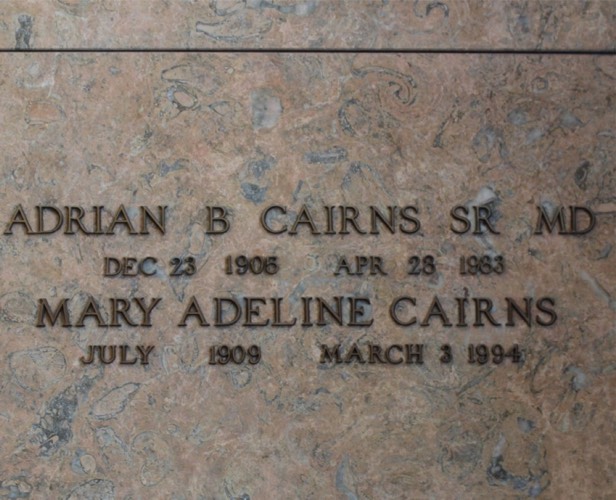 ADRIAN B CAIRNS SR MD
DEC 23 1906 APR 28 1983
MARY ADELINE CAIRNS
JULY 1909 MARCH 3 1994